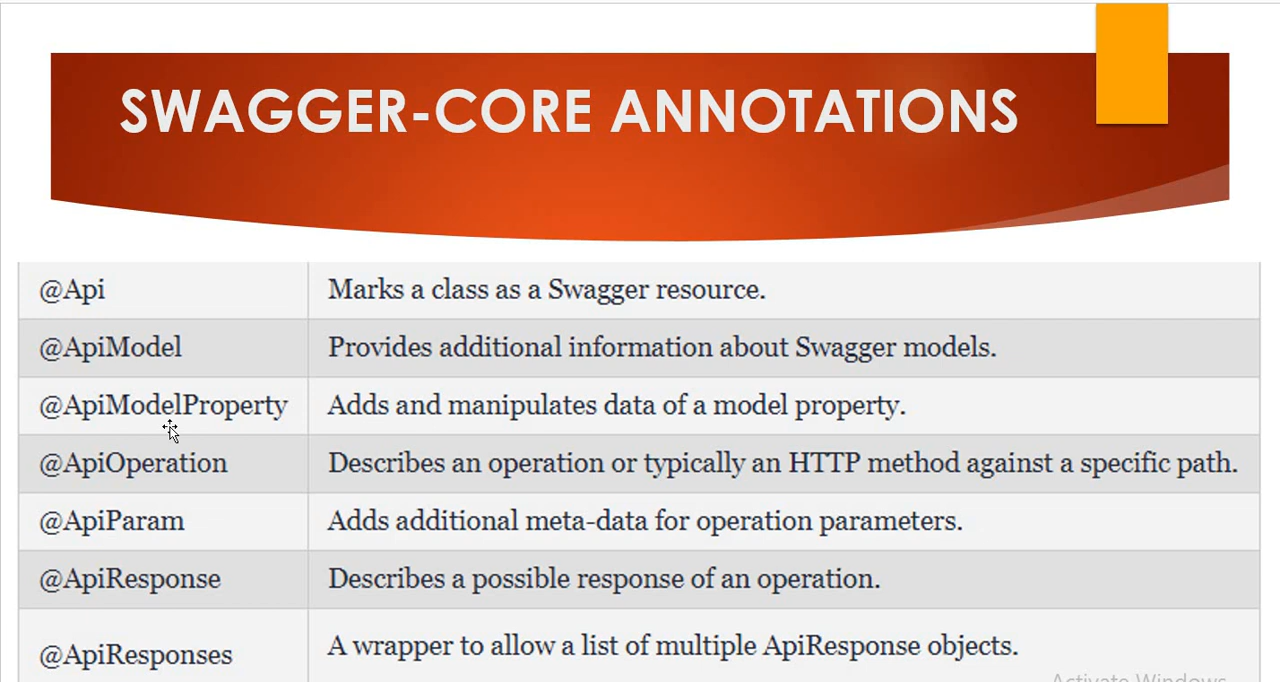 SWAGGER-CORE ANNOTATIONS
@Api Marks a class as a Swagger resource.
@ApiModel Provides additional information about Swagger models.
@ApiModelProperty Adds and manipulates data of a model property.
@ApiOperation Describes an operation or typically an HTTP method against a specific path.
@ApiParam Adds additional meta-data for operation parameters.
@ApiResponse Describes a possible response of an operation.
@ApiResponses A wrapper to allow a list of multiple ApiResponse objects.
Activate Windows